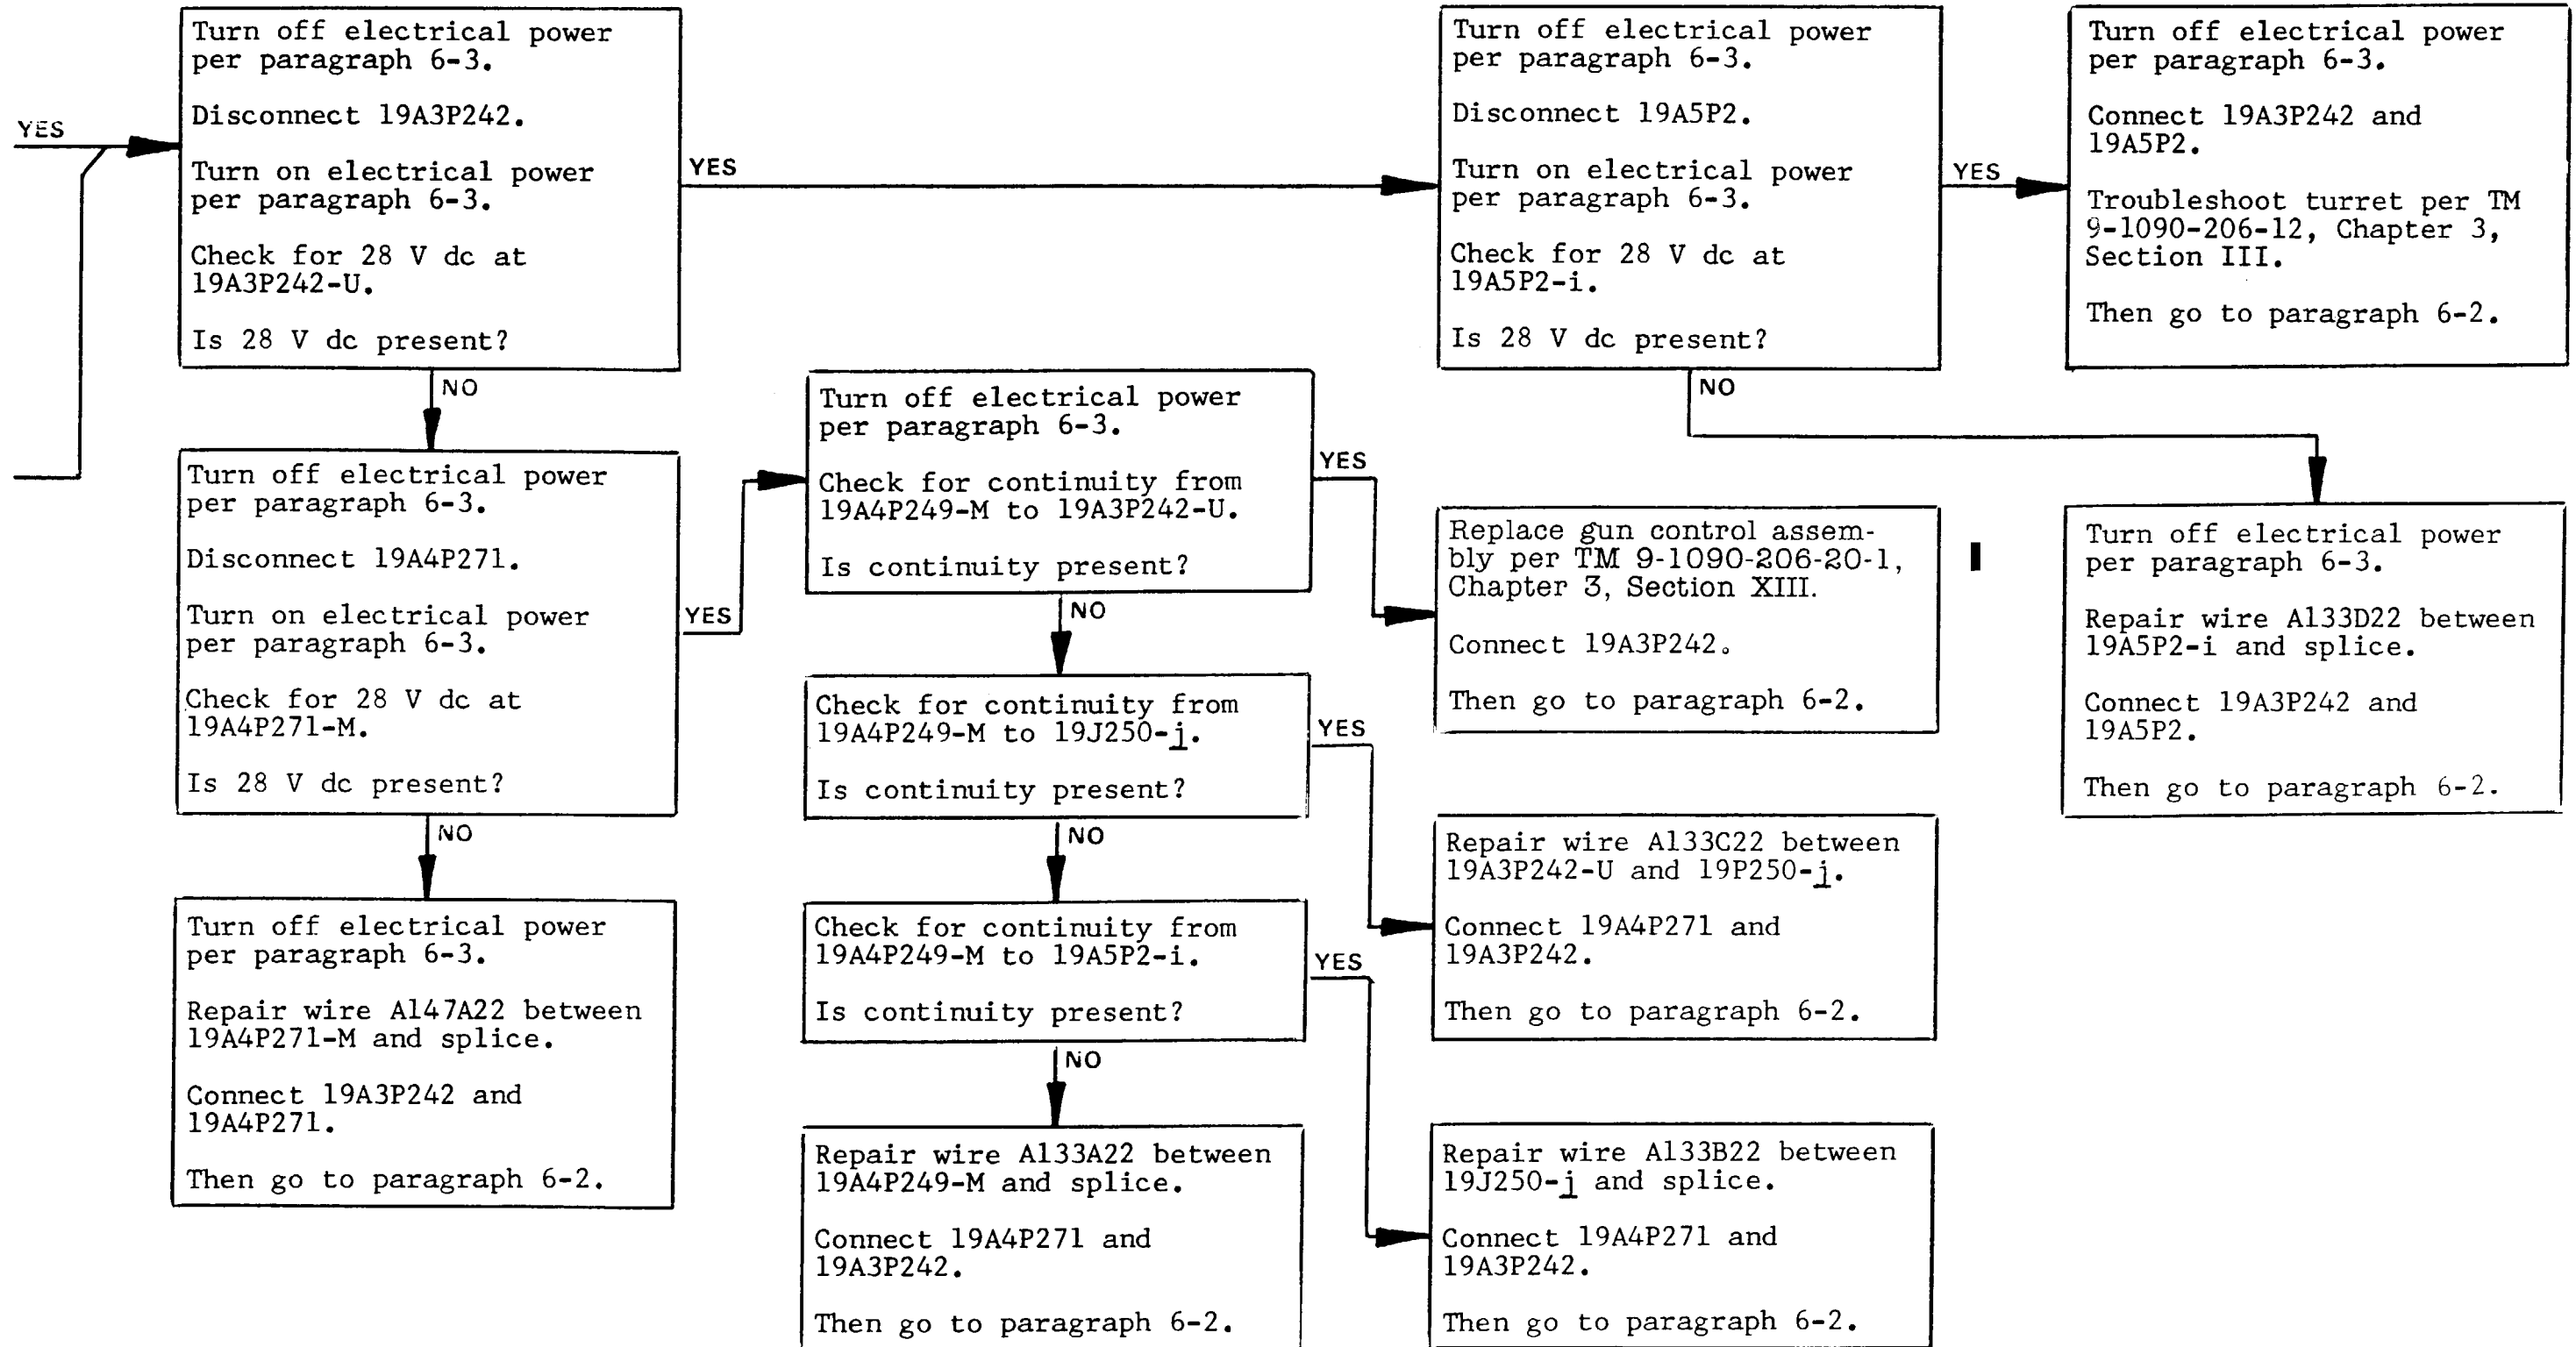 YES
Turn off electrical power
per paragraph 6-3.
Disconnect 19A3P242.
Turn on electrical power
per paragraph 6-3.
Check for 28 V dc at
19A3P242-U.
Is 28 V dc present?
YES
NO
Turn off electrical power
per paragraph 6-3.
Disconnect 19A5P2.
Turn on electrical power
per paragraph 6-3.
Check for 28 V dc at
19A5P2-i.
Is 28 V dc present?
YES
NO
Turn off electrical power
per paragraph 6-3.
Connect 19A3P242 and
19A5P2.
Troubleshoot turret per TM
9-1090-206-12, Chapter 3,
Section III.
Then go to paragraph 6-2.
Turn off electrical power
per paragraph 6-3.
Disconnect 19A4P271.
Turn on electrical power
per paragraph 6-3.
Check for 28 V dc at
19A4P271-M.
Is 28 V dc present?
YES
NO
Turn off electrical power
per paragraph 6-3.
Check for continuity from
19A4P249-M to 19A3P242-U.
Is continuity present?
YES
NO
Replace gun control assem-
bly per TM 9-1090-206-20-1,
Chapter 3, Section XIII.
Connect 19A3P242.
Then go to paragraph 6-2.
Turn off electrical power
per paragraph 6-3.
Repair wire A133D22 between
19A5P2-i and splice.
Connect 19A3P242 and
19A5P2.
Then go to paragraph 6-2.
Check for continuity from
19A4P249-M to 19J250-j.
Is continuity present?
YES
NO
Repair wire A133C22 between
19A3P242-U and 19P250-j.
Connect 19A4P271 and
19A3P242.
Then go to paragraph 6-2.
Turn off electrical power
per paragraph 6-3.
Repair wire A147A22 between
19A4P271-M and splice.
Connect 19A3P242 and
19A4P271.
Then go to paragraph 6-2.
Check for continuity from
19A4P249-M to 19A5P2-i.
Is continuity present?
YES
NO
Repair wire A133A22 between
19A4P249-M and splice.
Connect 19A4P271 and
19A3P242.
Then go to paragraph 6-2.
Repair wire A133B22 between
19J250-j and splice.
Connect 19A4P271 and
19A3P242.
Then go to paragraph 6-2.